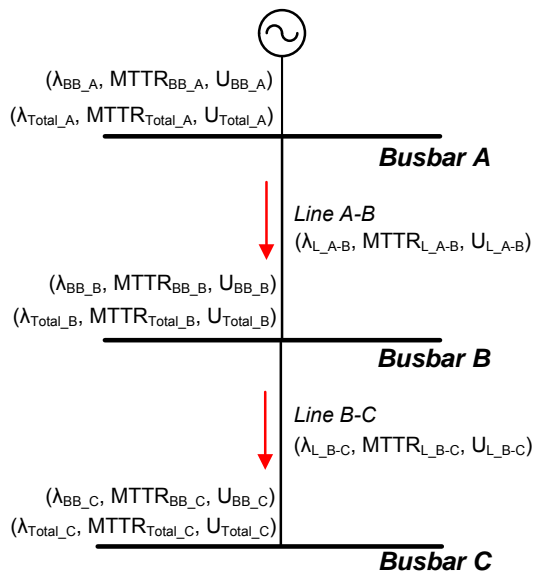 (λBB_A, MTTRBB_A, UBB_A)
(λTotal_A, MTTRTotal_A, UTotal_A)
Busbar A
Line A-B
(λL_A-B, MTTRL_A-B, UL_A-B)
(λBB_B, MTTRBB_B, UBB_B)
(λTotal_B, MTTRTotal_B, UTotal_B)
Busbar B
Line B-C
(λL_B-C, MTTRL_B-C, UL_B-C)
(λBB_C, MTTRBB_C, UBB_C)
(λTotal_C, MTTRTotal_C, UTotal_C)
Busbar C